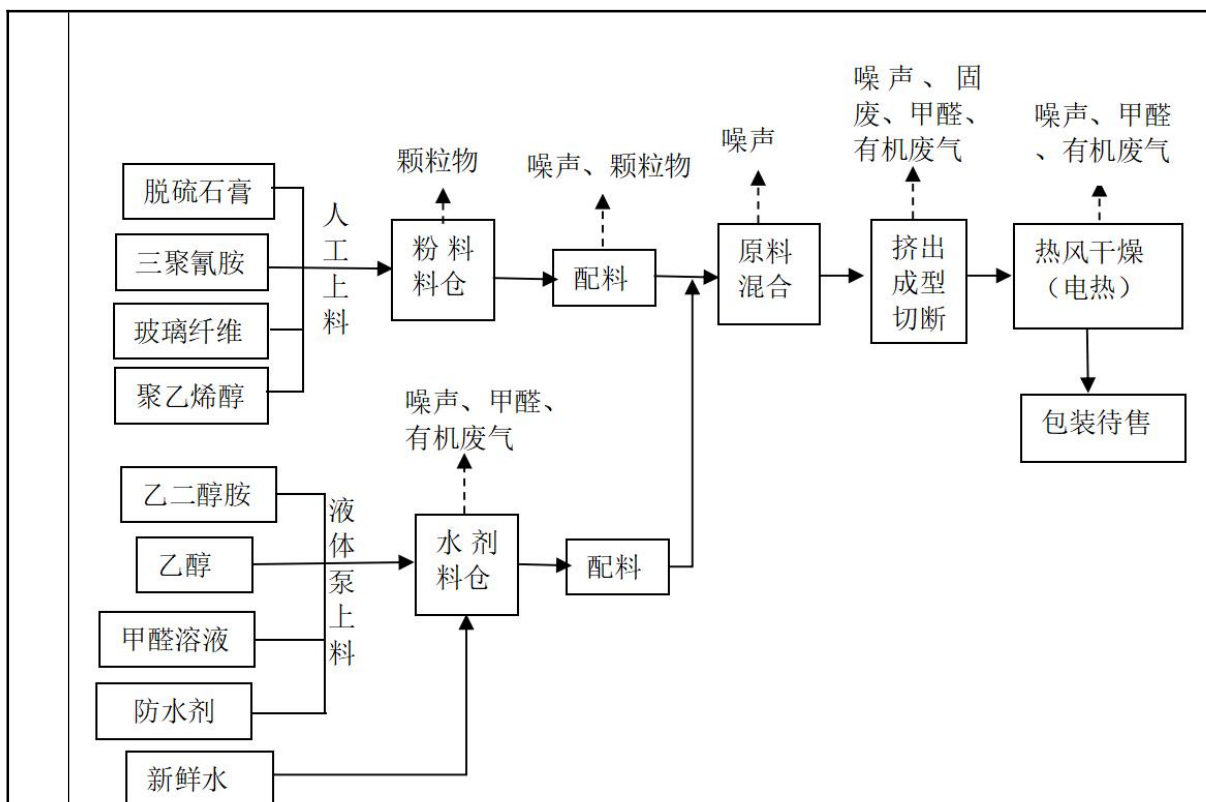 噪声、固
废、甲醛、
有机废气
噪声、甲醛
、有机废气
噪声
颗粒物
噪声、颗粒物
脱硫石膏
三聚氰胺
玻璃纤维
聚乙烯醇
人工上料
粉料
料仓
配料
原料
混合
挤出
成型
切断
热风干燥
（电热）
包装待售
噪声、甲醛、
有机废气
乙二醇胺
乙醇
甲醛溶液
防水剂
新鲜水
液体泵上料
水剂
料仓
配料